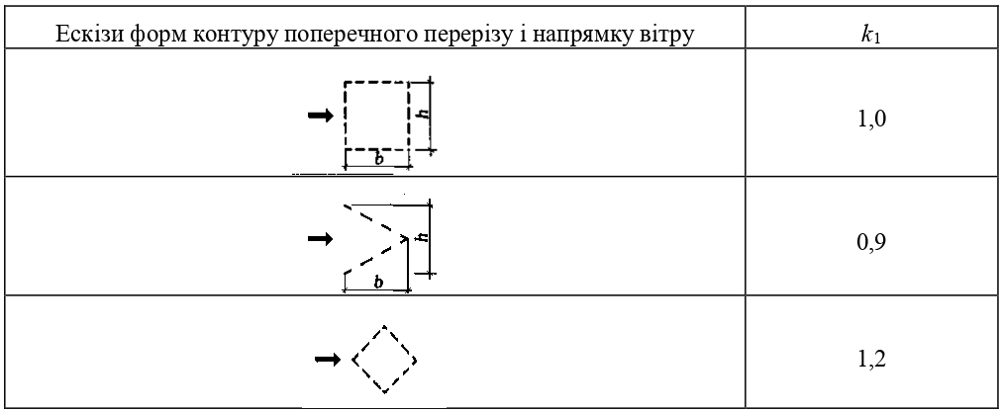 Ескізи форм контуру поперечного перерізу і напрямку вітру
k1
h
b
1,0
h
b
0,9
1,2